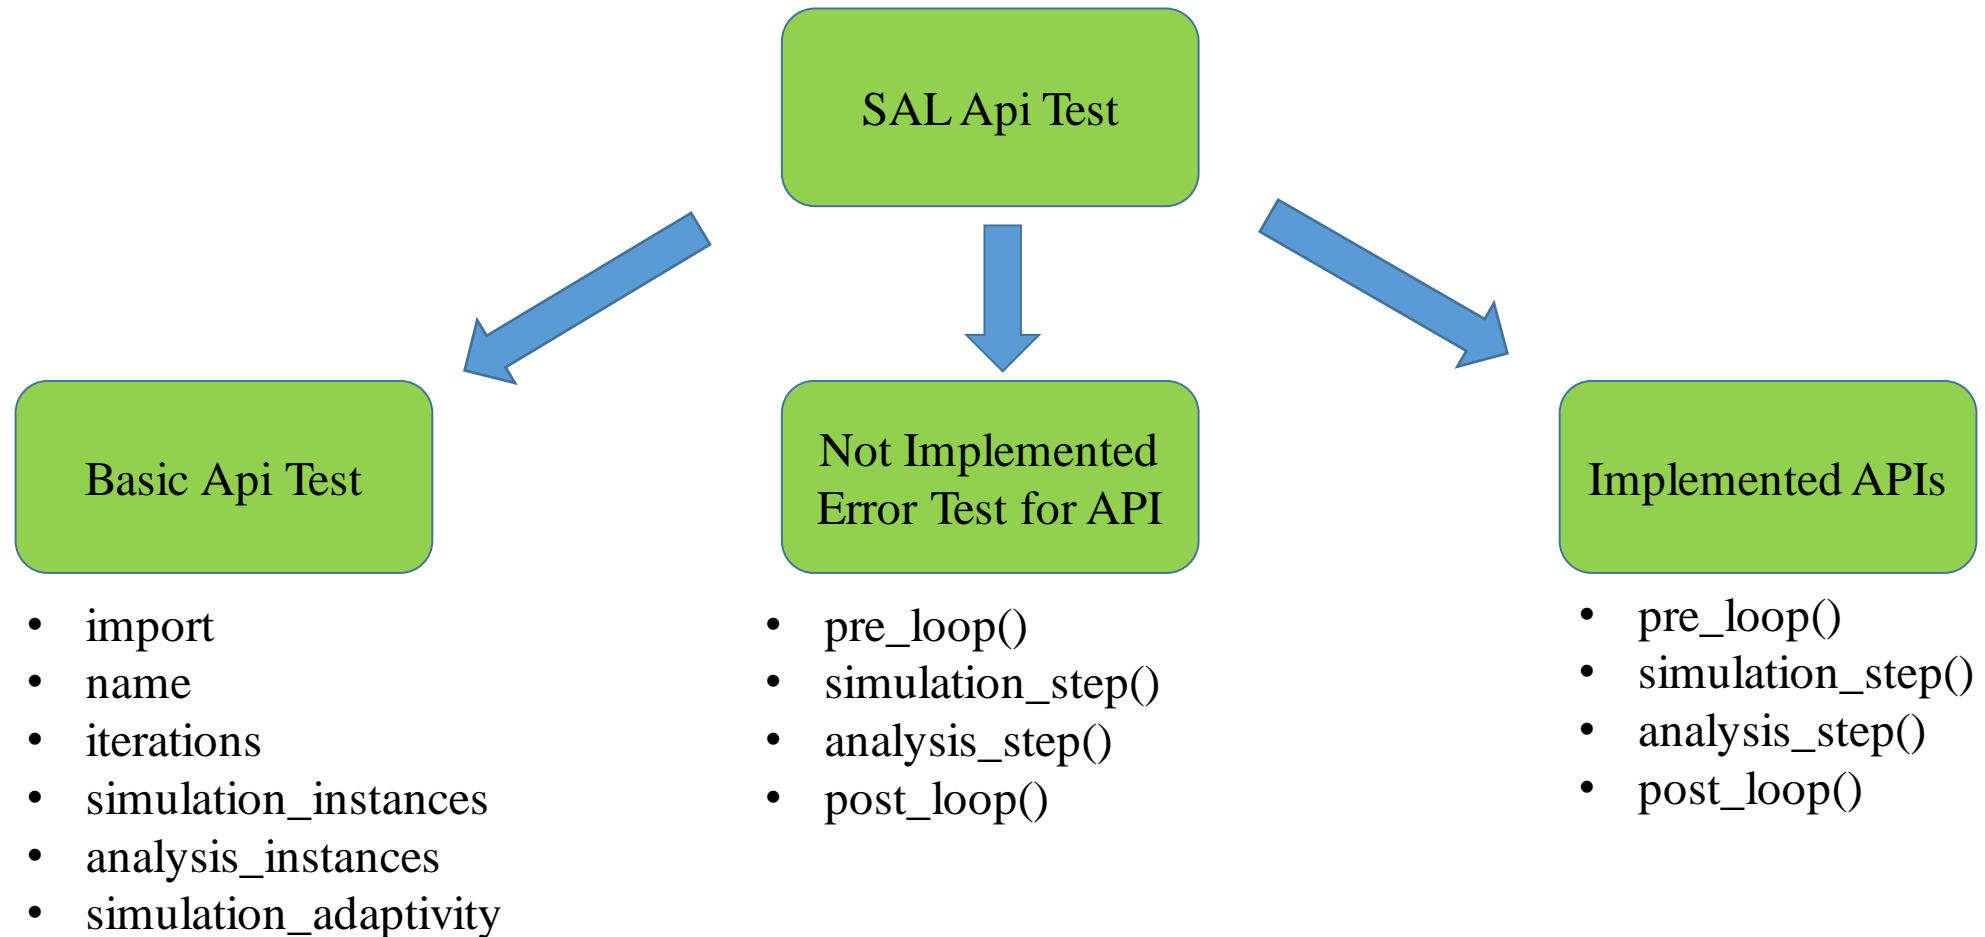 SAL Api Test
Basic Api Test
• import
• name
• iterations
• simulation_instances
• analysis_instances
• simulation_adaptivity
Not Implemented
Error Test for API
• pre_loop()
• simulation_step()
• analysis_step()
• post_loop()
Implemented APIs
• pre_loop()
• simulation_step()
• analysis_step()
• post_loop()